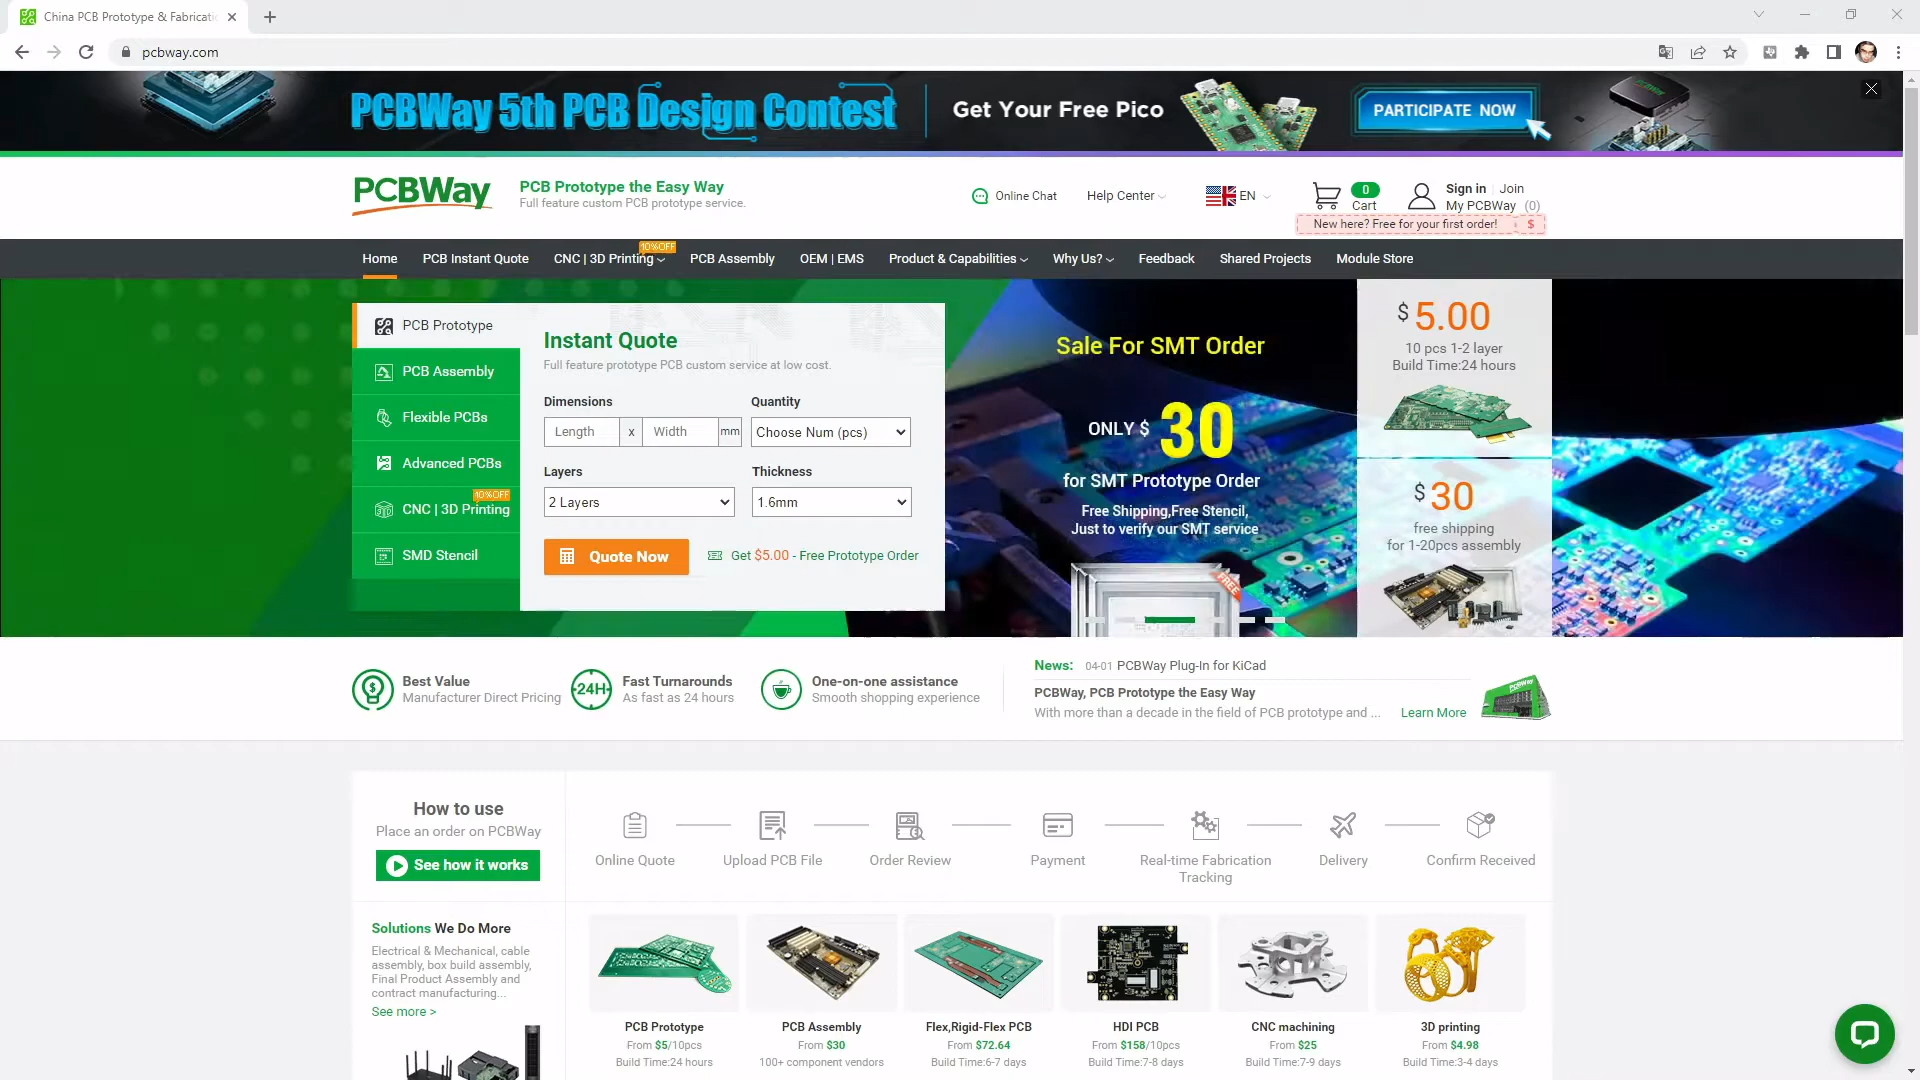 China PCB Prototype & Fabricati
pcbway.com
PCBWay 5th PCB Design Contest
Get Your Free Pico
PARTICIPATE NOW
PCBWay
PCB Prototype the Easy Way
Full feature custom PCB prototype service.
Online Chat
Help Center
EN
0
Cart
Sign in
Join
My PCBWay (0)
New here? Free for your first order!
$
10%OFF
Home
PCB Instant Quote
CNC | 3D Printing
PCB Assembly
OEM | EMS
Product & Capabilities
Why Us?
Feedback
Shared Projects
Module Store
PCB Prototype
PCB Assembly
Flexible PCBs
Advanced PCBs
10%OFF
CNC | 3D Printing
SMD Stencil
Instant Quote
Full feature prototype PCB custom service at low cost.
Dimensions
Quantity
Length
x
Width
mm
Choose Num (pcs)
Layers
Thickness
2 Layers
1.6mm
Quote Now
Get $5.00 - Free Prototype Order
Sale For SMT Order
ONLY $ 30
for SMT Prototype Order
Free Shipping,Free Stencil,
Just to verify our SMT service
FREE
$ 5.00
10 pcs 1-2 layer
Build Time:24 hours
$ 30
free shipping
for 1-20pcs assembly
Best Value
Manufacturer Direct Pricing
24H
Fast Turnarounds
As fast as 24 hours
One-on-one assistance
Smooth shopping experience
News: 04-01 PCBWay Plug-In for KiCad
PCBWay, PCB Prototype the Easy Way
With more than a decade in the field of PCB prototype and ...
Learn More
How to use
Place an order on PCBWay
See how it works
Online Quote
Upload PCB File
Order Review
Payment
Real-time Fabrication
Tracking
Delivery
Confirm Received
Solutions We Do More
Electrical & Mechanical, cable
assembly, box build assembly,
Final Product Assembly and
contract manufacturing...
See more >
PCB Prototype
From $5/10pcs
Build Time:24 hours
PCB Assembly
From $30
100+ component vendors
Flex,Rigid-Flex PCB
From $72.64
Build Time:6-7 days
HDI PCB
From $158/10pcs
Build Time:7-8 days
CNC machining
From $25
Build Time:7-9 days
3D printing
From $4.98
Build Time:3-4 days